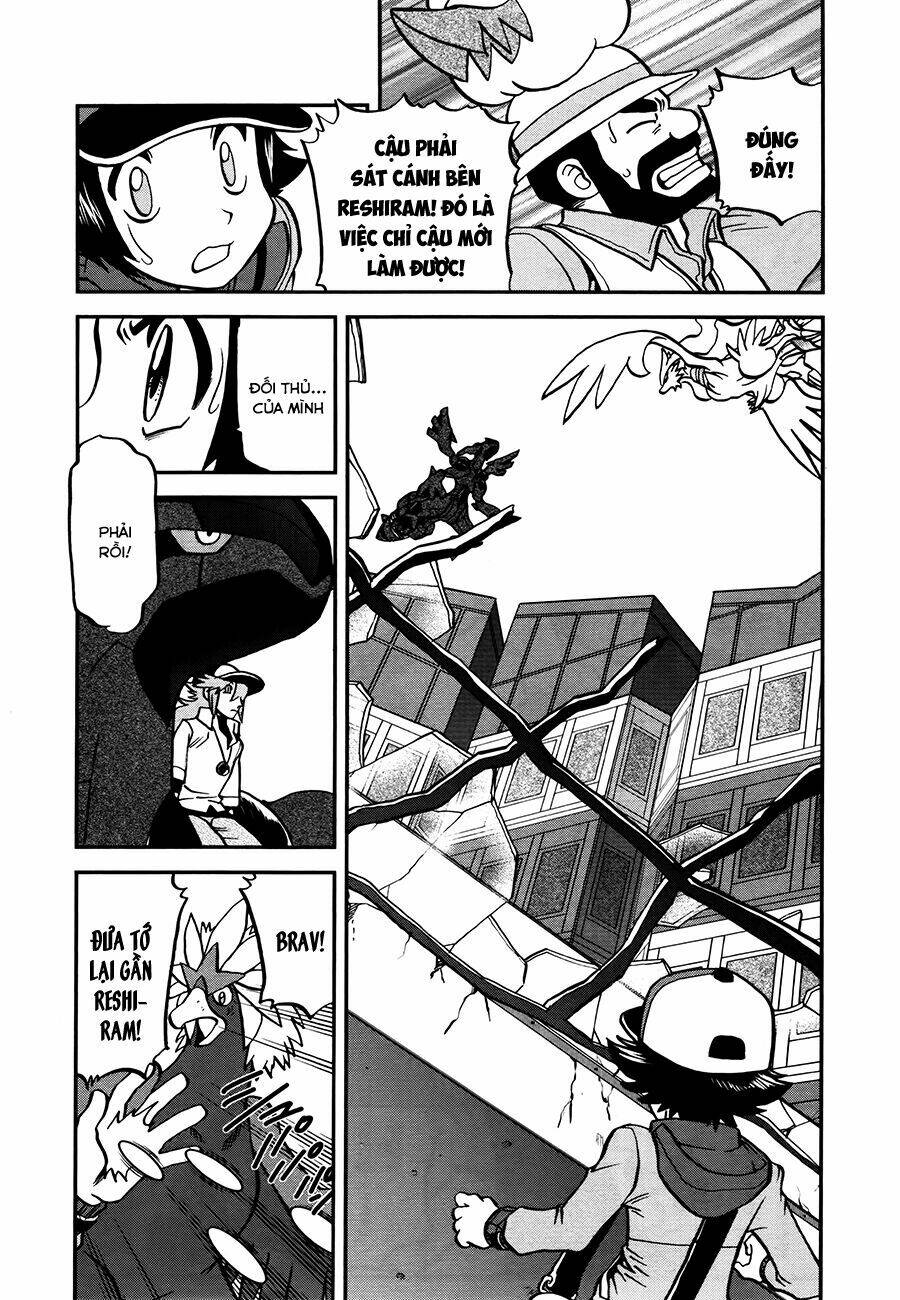 ĐÚNG
ĐẤY!
CẬU PHẢI
SÁT CÁNH BÊN
RESHIRAM! ĐÓ LÀ
VIỆC CHỈ CẬU MỚI
LÀM ĐƯỢC!
ĐỐI THỦ...
CỦA MÌNH
PHẢI
RỒI!
BRAV!
ĐƯA TỚ
LẠI GẦN
RESHI-
RAM!